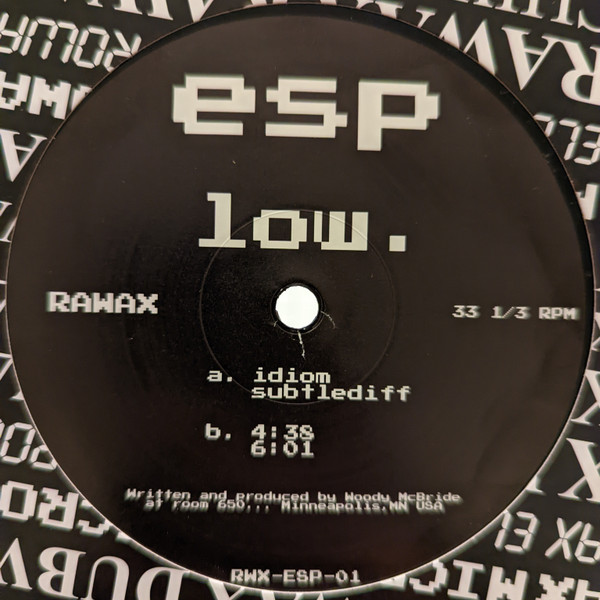 esp
low.
RAWAX
33 1/3 RPM
a. idiom
subtlediff
b. 4:38
6:01
Written and produced by Woody McBride
at room 650,,, Minneapolis,MN USA
RWX-ESP-01